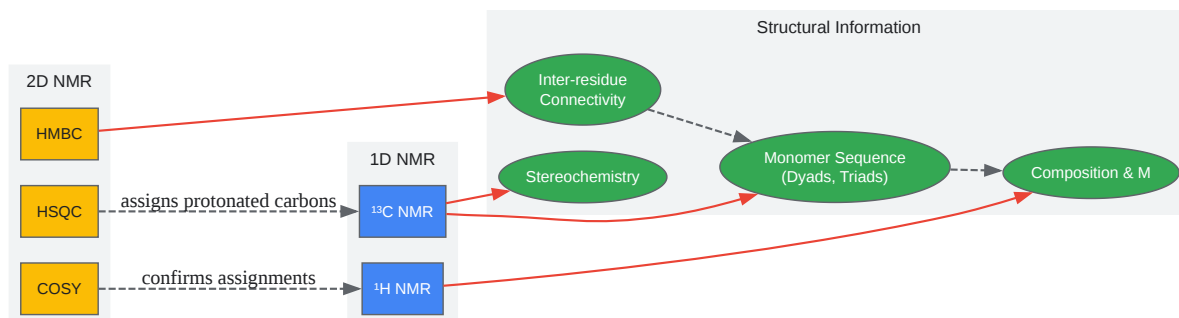 Structural Information
2D NMR
Inter-residue
Connectivity
HMBC
1D NMR
Monomer Sequence
(Dyads, Triads)
Stereochemistry
Composition & M
HSQC
assigns protonated carbons
¹³C NMR
COSY
confirms assignments
¹H NMR